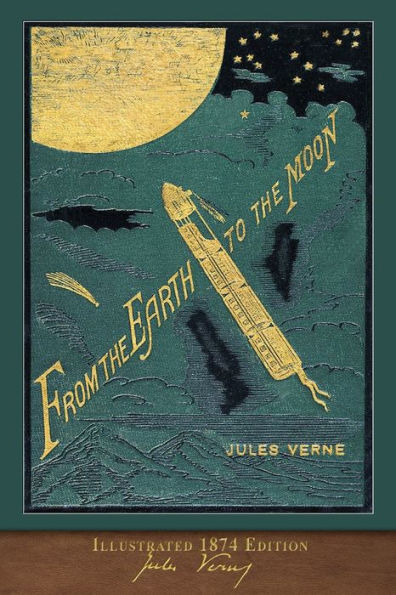 FROM THE EARTH TO THE MOON
JULES VERNE
ILLUSTRATED 1874 EDITION
Jules Verne